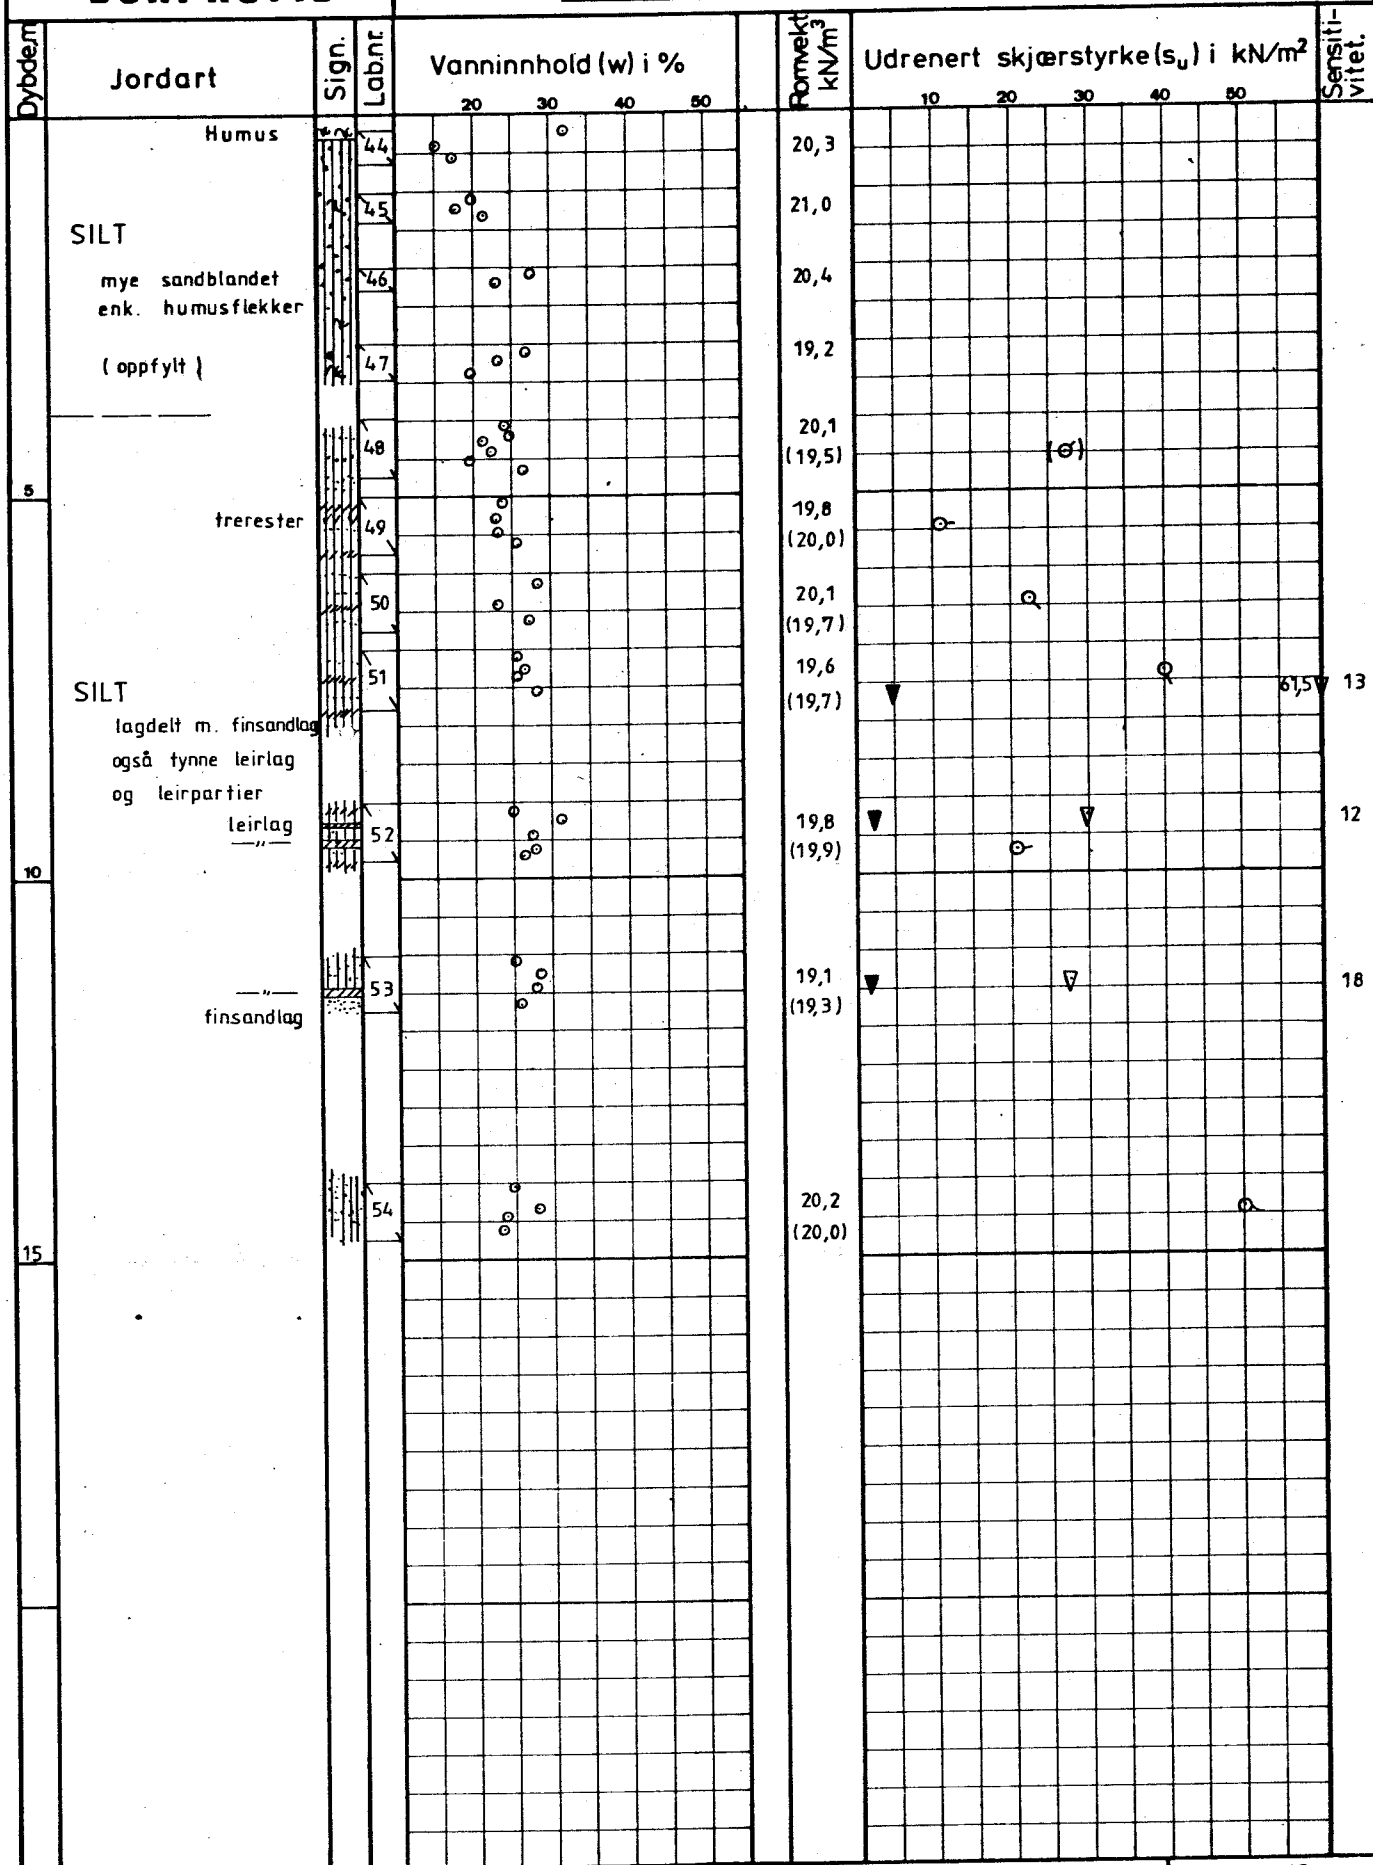 Dybde,m
Jordart
Sign.
Lab.nr.
Vanninnhold (w) i %
20 30 40 50
Romvekt kN/m³
Udrenert skjærstyrke (su) i kN/m²
10 20 30 40 50
Sensiti-
vitet.
Humus
44
20,3
45
21,0
SILT
mye sandblandet
46
20,4
enk. humusflekker
47
19,2
(oppfylt)
48
20,1
(19,5)
5
trerester
49
19,8
(20,0)
50
20,1
(19,7)
51
19,6
(19,7)
61,5
13
SILT
lagdelt m. finsandlag
også tynne leirlag
og leirpartier
leirlag
—"—
52
19,8
(19,9)
12
10
—"—
53
19,1
(19,3)
18
finsandlag
54
20,2
(20,0)
15